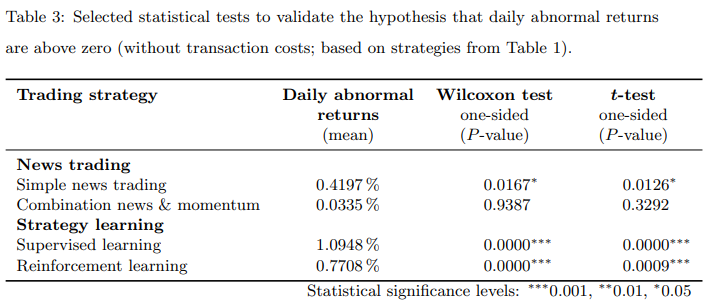 Table 3: Selected statistical tests to validate the hypothesis that daily abnormal returns
are above zero (without transaction costs; based on strategies from Table 1).
Trading strategy Daily abnormal Wilcoxon test t-test
returns one-sided one-sided
(mean) (P-value) (P-value)
News trading
Simple news trading 0.4197 % 0.0167* 0.0126*
Combination news & momentum 0.0335 % 0.9387 0.3292
Strategy learning
Supervised learning 1.0948 % 0.0000*** 0.0000***
Reinforcement learning 0.7708 % 0.0000*** 0.0009***
Statistical significance levels: ***0.001, **0.01, *0.05